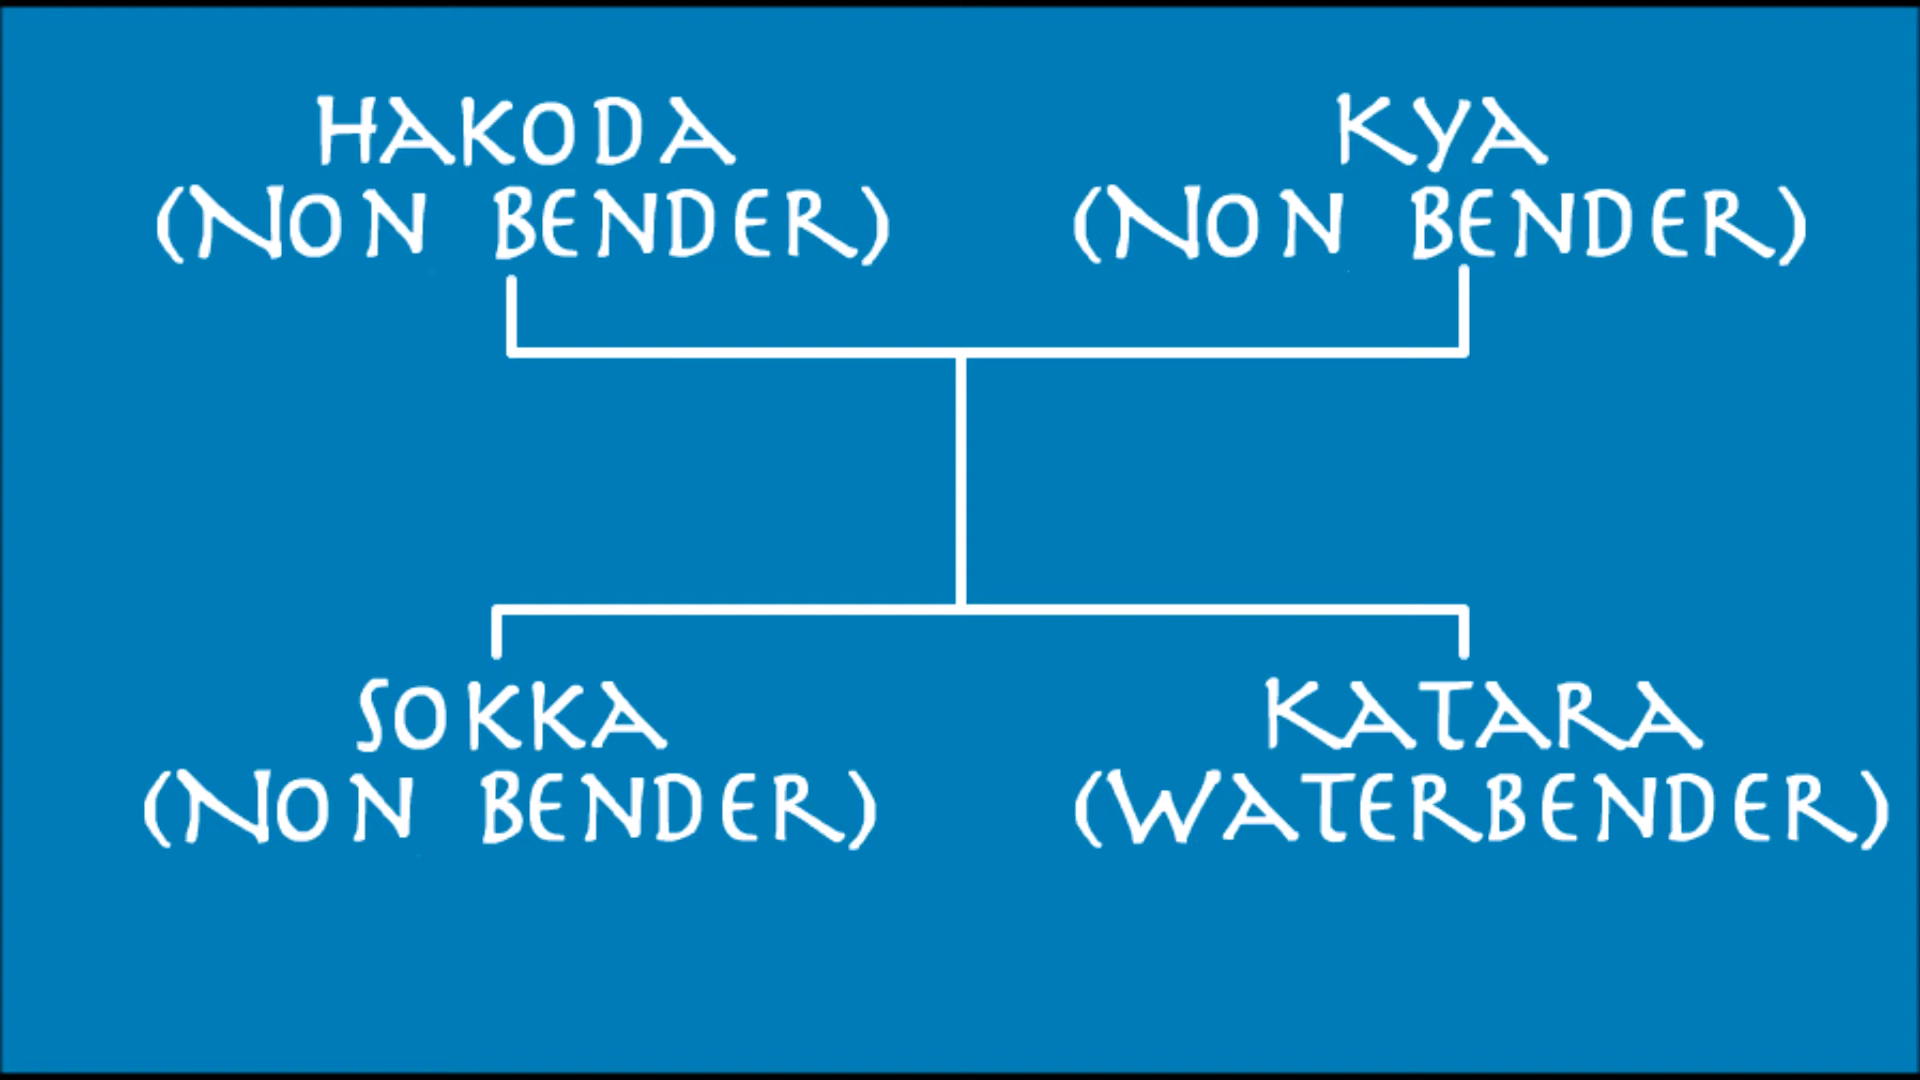 Hakoda
(Non Bender)
Kya
(Non Bender)
Sokka
(Non Bender)
Katara
(Waterbender)